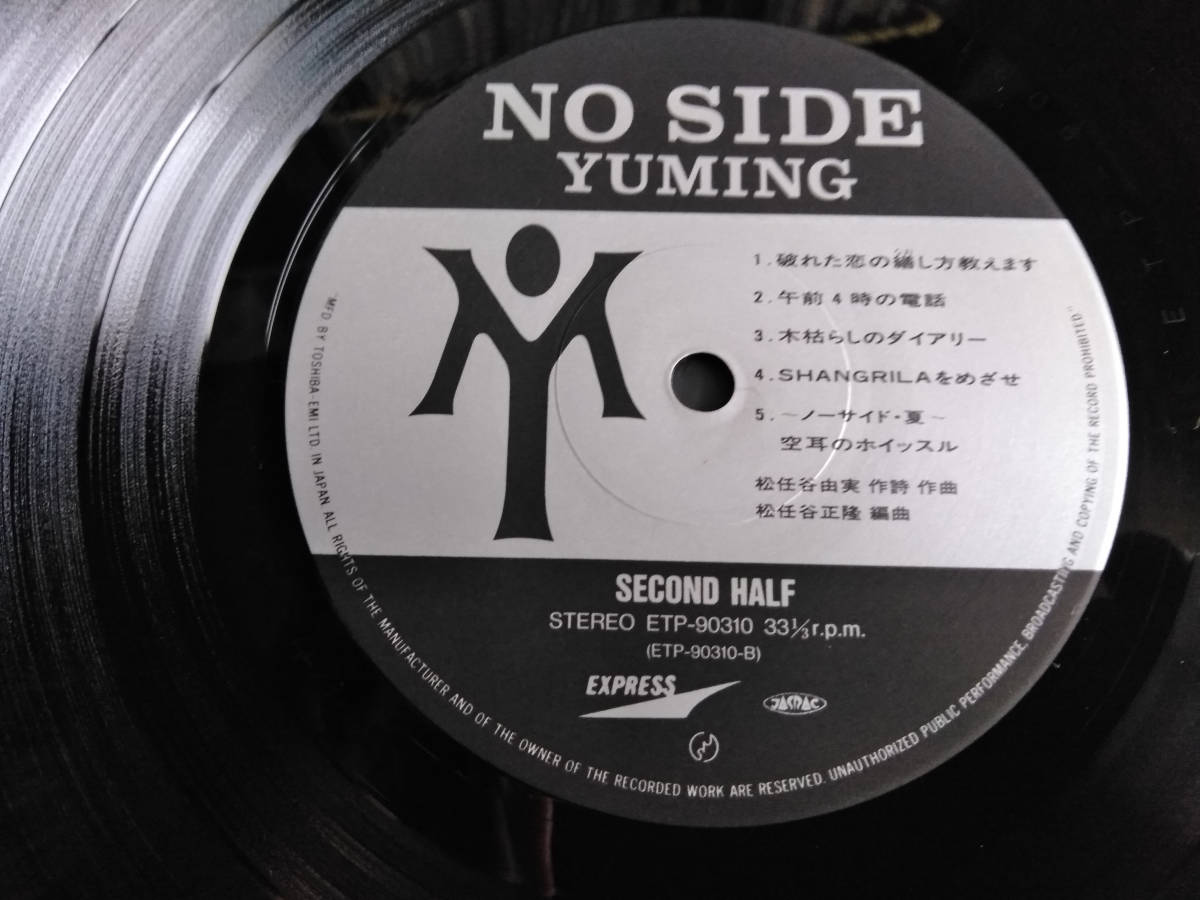 NO SIDE
YUMING
1.破れた恋の繕し方教えます
2.午前4時の電話
3.木枯らしのダイアリー
4.SHANGRILAをめざせ
5.〜ノーサイド・夏〜
空耳のホイッスル
松任谷由実 作詩 作曲
松任谷正隆 編曲
SECOND HALF
STEREO ETP-90310 33⅓r.p.m.
(ETP-90310-B)
EXPRESS
JASRAC
"MFD BY TOSHIBA-EMI LTD. IN JAPAN ALL RIGHTS OF THE MANUFACTURER AND OF THE OWNER OF THE RECORDED WORK ARE RESERVED. UNAUTHORIZED PUBLIC PERFORMANCE, BROADCASTING AND COPYING OF THE RECORD PROHIBITED"
E T P